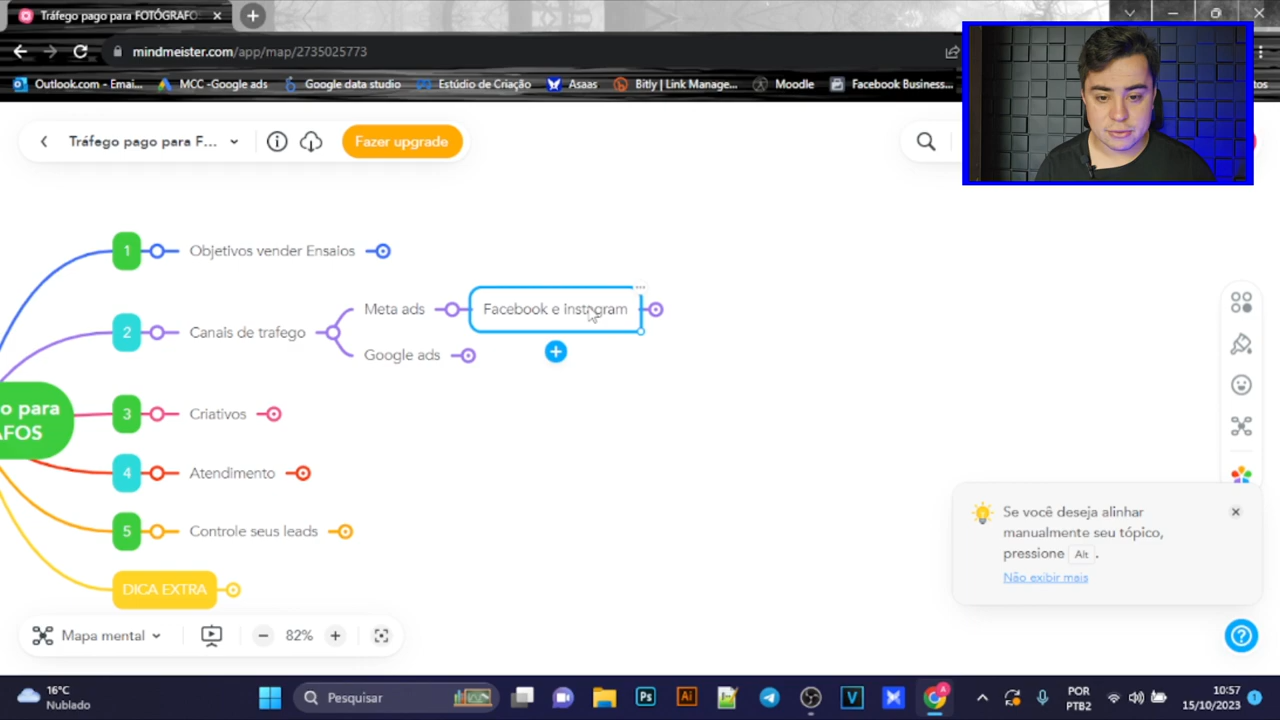 Tráfego pago para FOTÓGRAFO
mindmeister.com/app/map/2735025773
Outlook.com - Emai...
MCC -Google ads
Google data studio
Estúdio de Criação
Asaas
Bitly | Link Manage...
Moodle
Facebook Business...
Tráfego pago para F...
Fazer upgrade
1
Objetivos vender Ensaios
2
Canais de trafego
Meta ads
Facebook e instagram
Google ads
o para
AFOS
3
Criativos
4
Atendimento
5
Controle seus leads
DICA EXTRA
Se você deseja alinhar
manualmente seu tópico,
pressione Alt.
Não exibir mais
Mapa mental
82%
16°C
Nublado
Pesquisar
Ps
Ai
V
POR
PTB2
10:57
15/10/2023
1